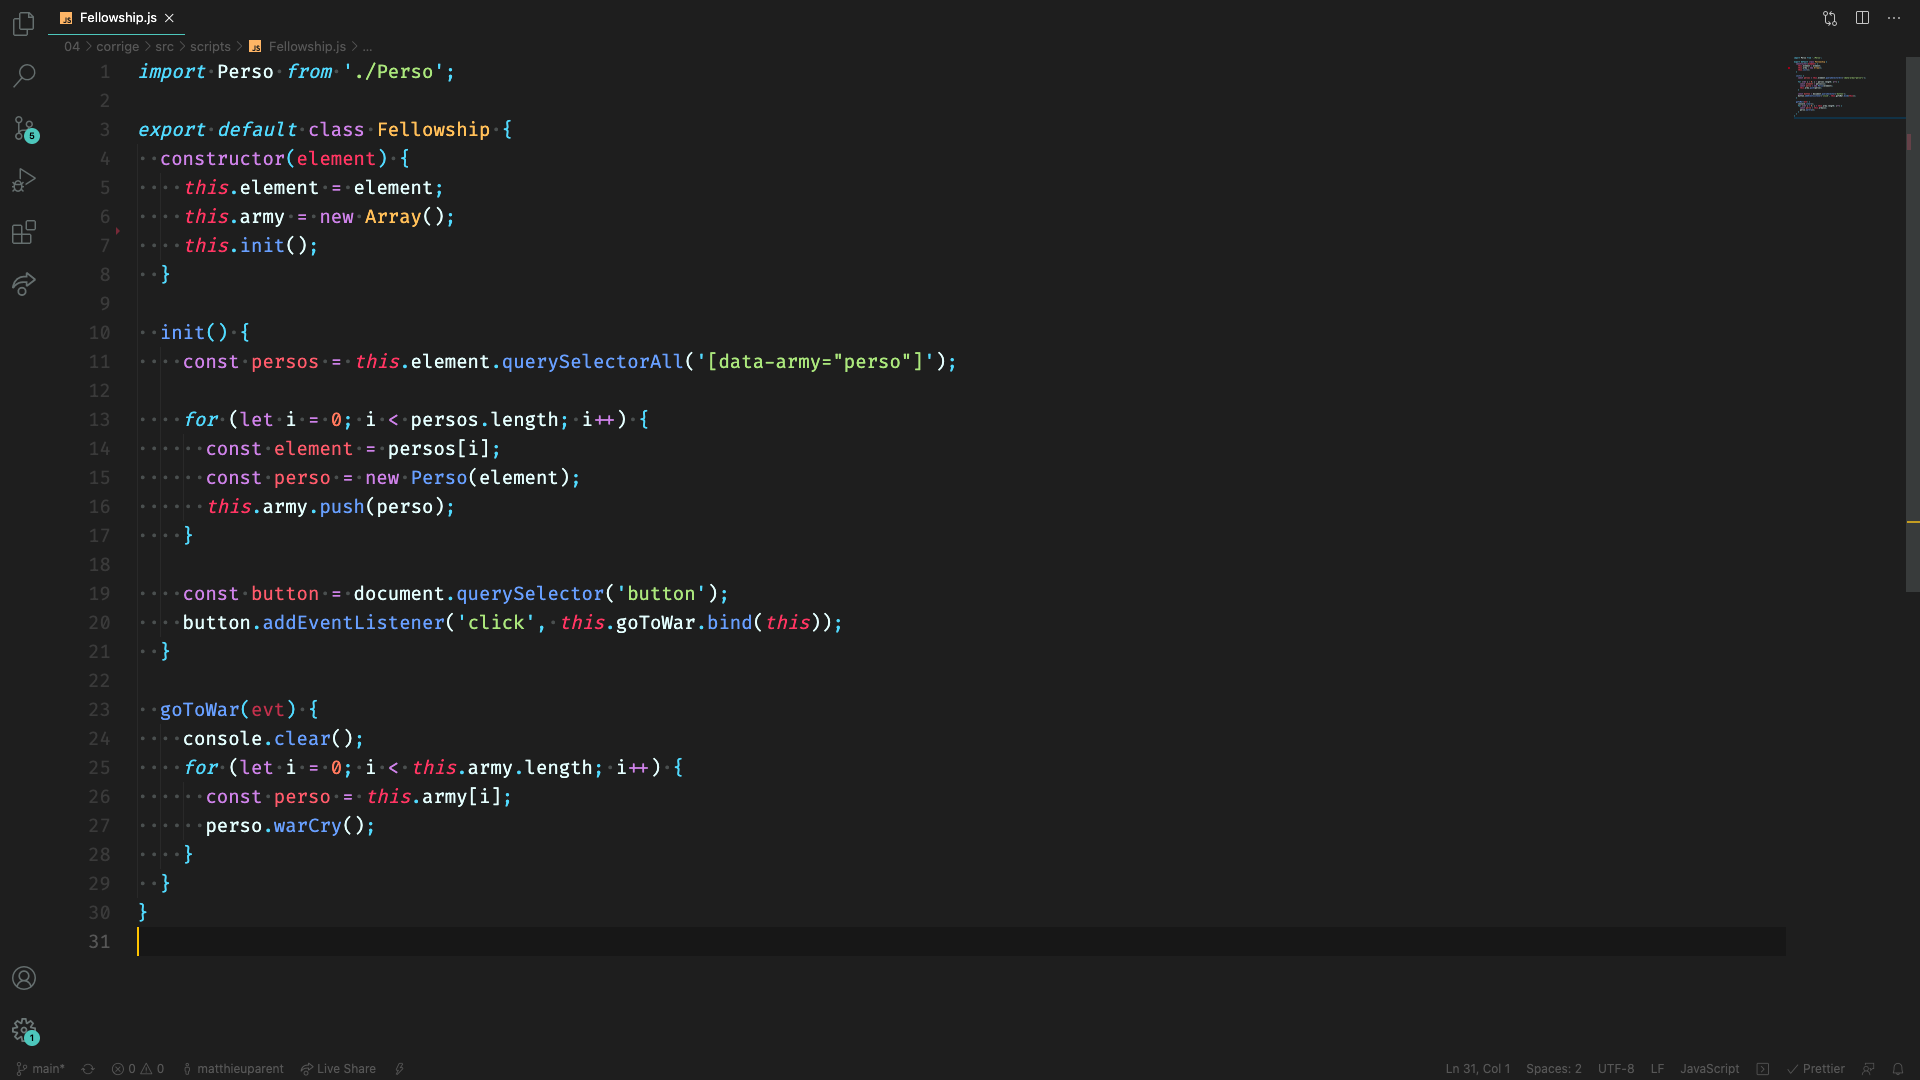 Fellowship.js
04 > corrige > src > scripts > JS Fellowship.js > ...
1 import Perso from './Perso';
2
3 export default class Fellowship {
4 constructor(element) {
5 this.element = element;
6 this.army = new Array();
7 this.init();
8 }
9
10 init() {
11 const persos = this.element.querySelectorAll('[data-army="perso"]');
12
13 for (let i = 0; i < persos.length; i++) {
14 const element = persos[i];
15 const perso = new Perso(element);
16 this.army.push(perso);
17 }
18
19 const button = document.querySelector('button');
20 button.addEventListener('click', this.goToWar.bind(this));
21 }
22
23 goToWar(evt) {
24 console.clear();
25 for (let i = 0; i < this.army.length; i++) {
26 const perso = this.army[i];
27 perso.warCry();
28 }
29 }
30 }
31
5
1
main* 0 0 matthieuparent Live Share Ln 31, Col 1 Spaces: 2 UTF-8 LF JavaScript Prettier